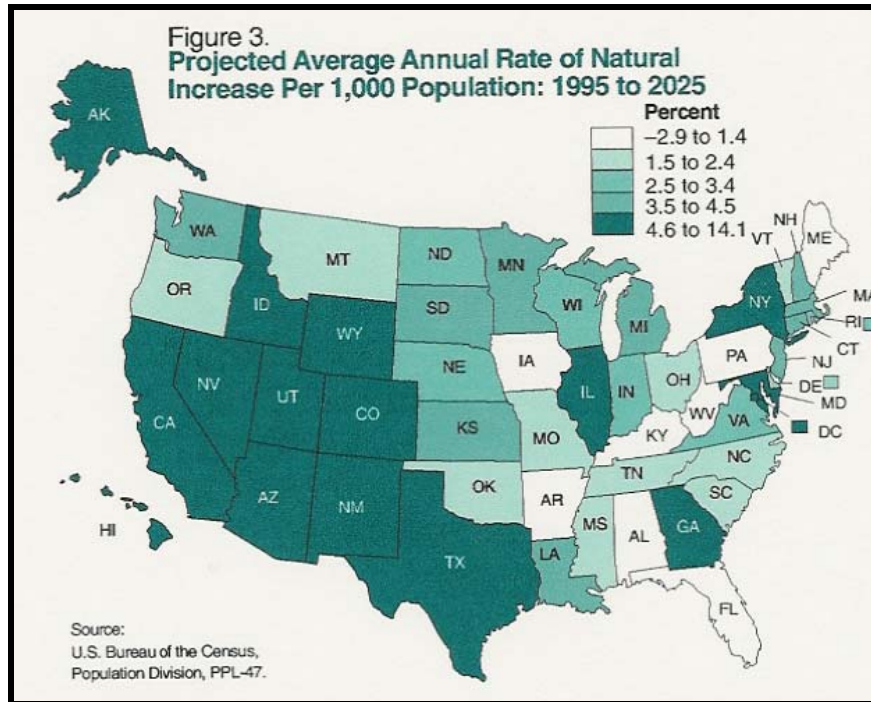 Figure 3.
Projected Average Annual Rate of Natural
Increase Per 1,000 Population: 1995 to 2025
Percent
−2.9 to 1.4
1.5 to 2.4
2.5 to 3.4
3.5 to 4.5
4.6 to 14.1
AK
WA
MT
ND
MN
OR
ID
WY
SD
WI
MI
NH
VT
ME
NY
MA
RI
CT
NJ
PA
DE
MD
DC
IA
NE
IL
IN
OH
WV
VA
NV
UT
CO
KS
MO
KY
CA
NC
TN
SC
AZ
NM
OK
AR
MS
AL
GA
HI
TX
LA
FL
Source:
U.S. Bureau of the Census,
Population Division, PPL-47.